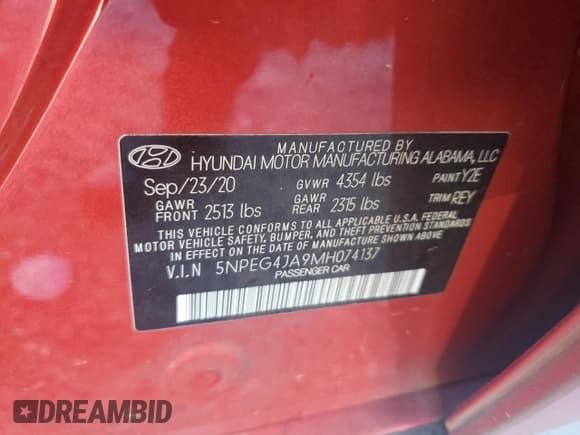 MANUFACTURED BY
HYUNDAI MOTOR MANUFACTURING ALABAMA, LLC
Sep/23/20 GVWR 4354 lbs PAINT Y2E
GAWR FRONT 2513 lbs GAWR REAR 2315 lbs TRIM REY
THIS VEHICLE CONFORMS TO ALL APPLICABLE U.S.A. FEDERAL
MOTOR VEHICLE SAFETY, BUMPER, AND THEFT PREVENTION STANDARDS
IN EFFECT ON THE DATE OF MANUFACTURE SHOWN ABOVE.
V.I.N 5NPEG4JA9MH074137
PASSENGER CAR
DREAMBID